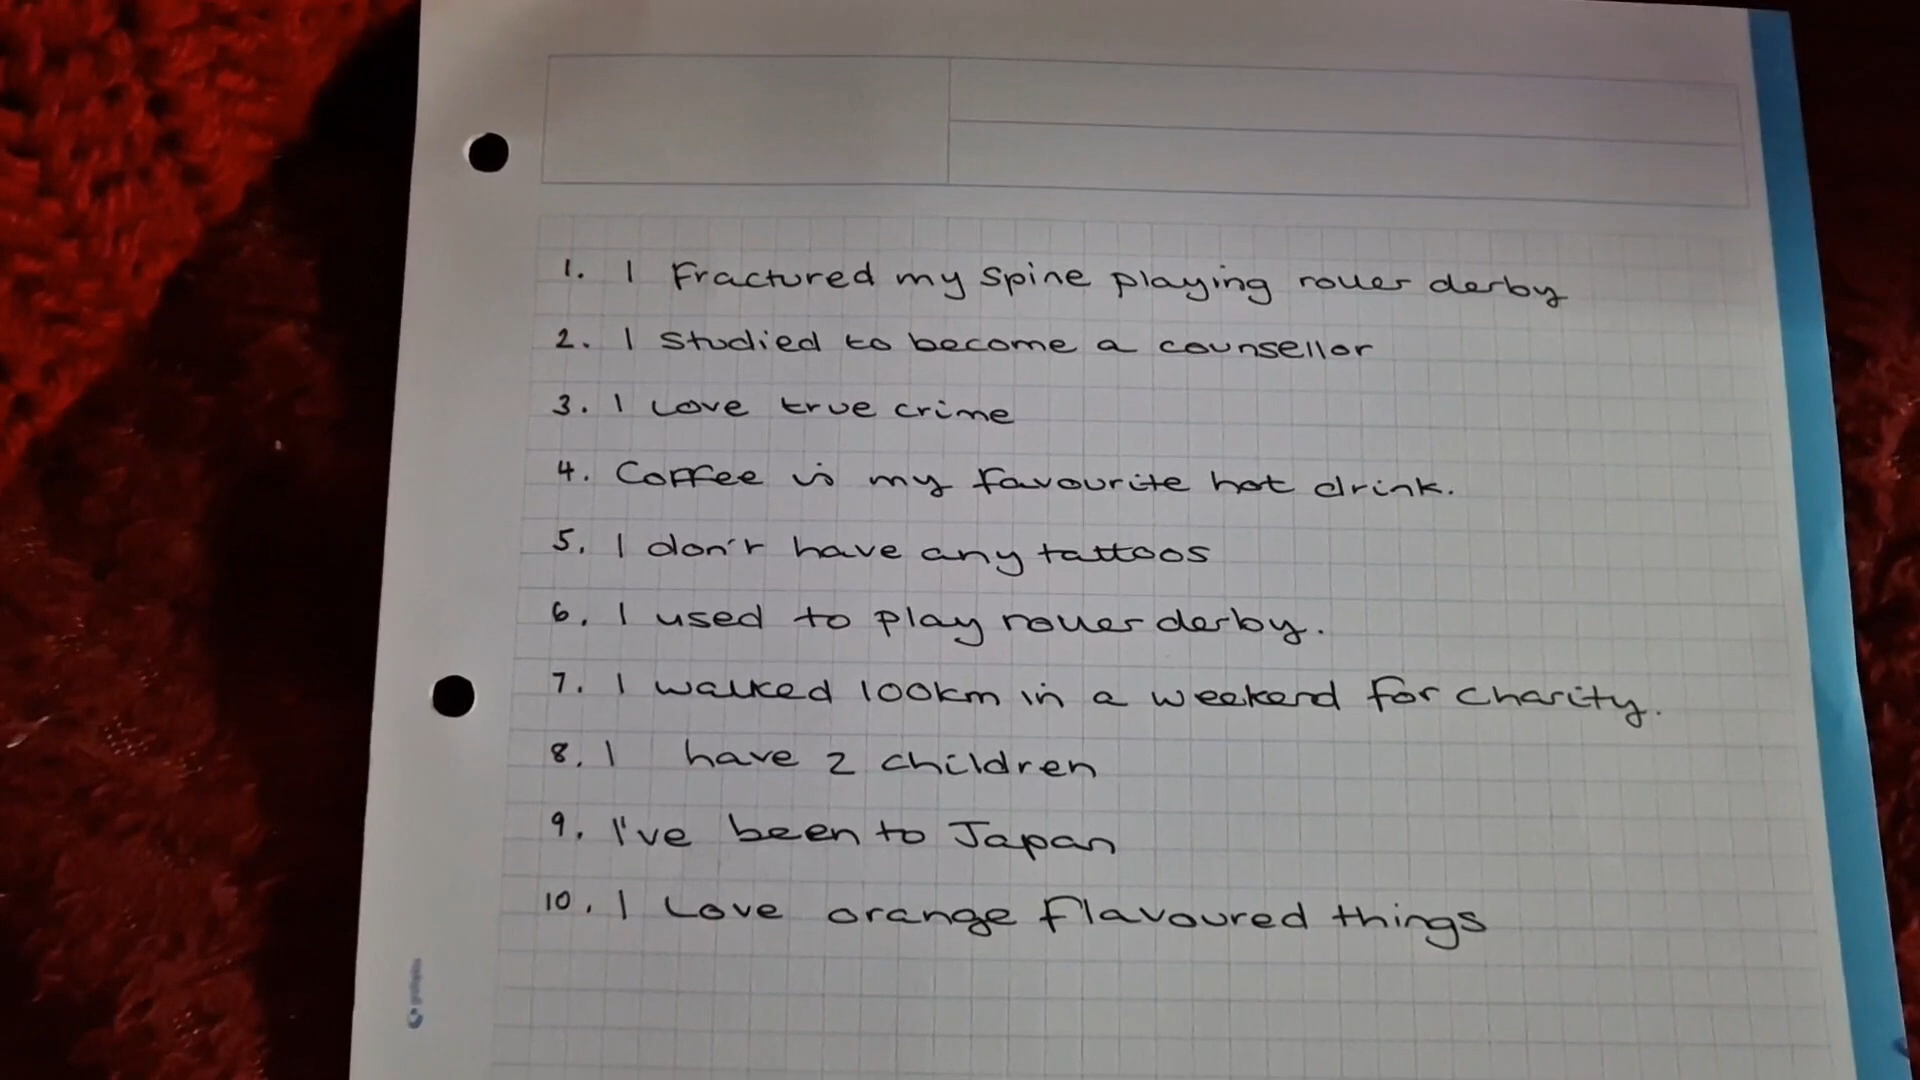 1. I Fractured my spine playing roller derby
2. I studied to become a counsellor
3. I love true crime
4. Coffee is my favourite hot drink.
5. I don't have any tattoos
6. I used to play roller derby.
7. I walked 100km in a weekend for charity.
8. I have 2 children
9. I've been to Japan
10. I love orange flavoured things